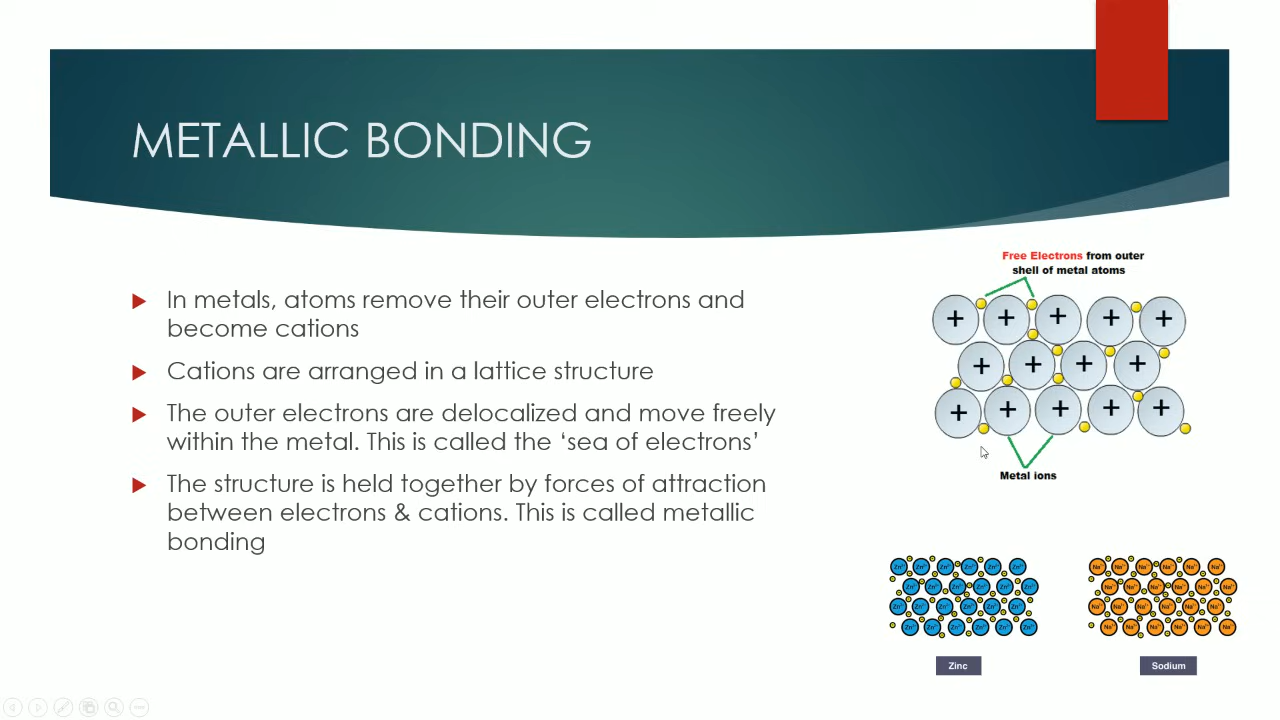 METALLIC BONDING
In metals, atoms remove their outer electrons and
become cations
Cations are arranged in a lattice structure
The outer electrons are delocalized and move freely
within the metal. This is called the ‘sea of electrons’
The structure is held together by forces of attraction
between electrons & cations. This is called metallic
bonding
Free Electrons from outer
shell of metal atoms
+ + + + +
+ + + +
+ + + + +
Metal ions
Zinc
Sodium